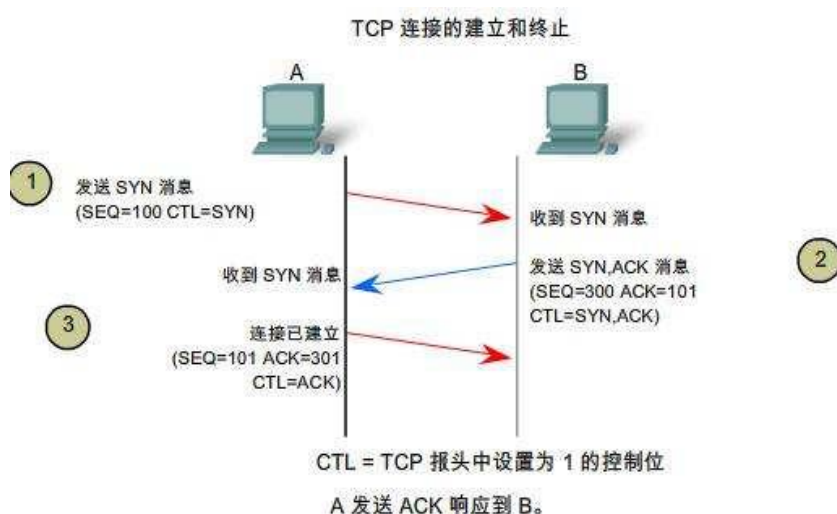 TCP 连接的建立和终止
A
B
1
发送 SYN 消息
(SEQ=100 CTL=SYN)
收到 SYN 消息
2
发送 SYN,ACK 消息
(SEQ=300 ACK=101
CTL=SYN,ACK)
收到 SYN 消息
3
连接已建立
(SEQ=101 ACK=301
CTL=ACK)
CTL = TCP 报头中设置为 1 的控制位
A 发送 ACK 响应到 B。